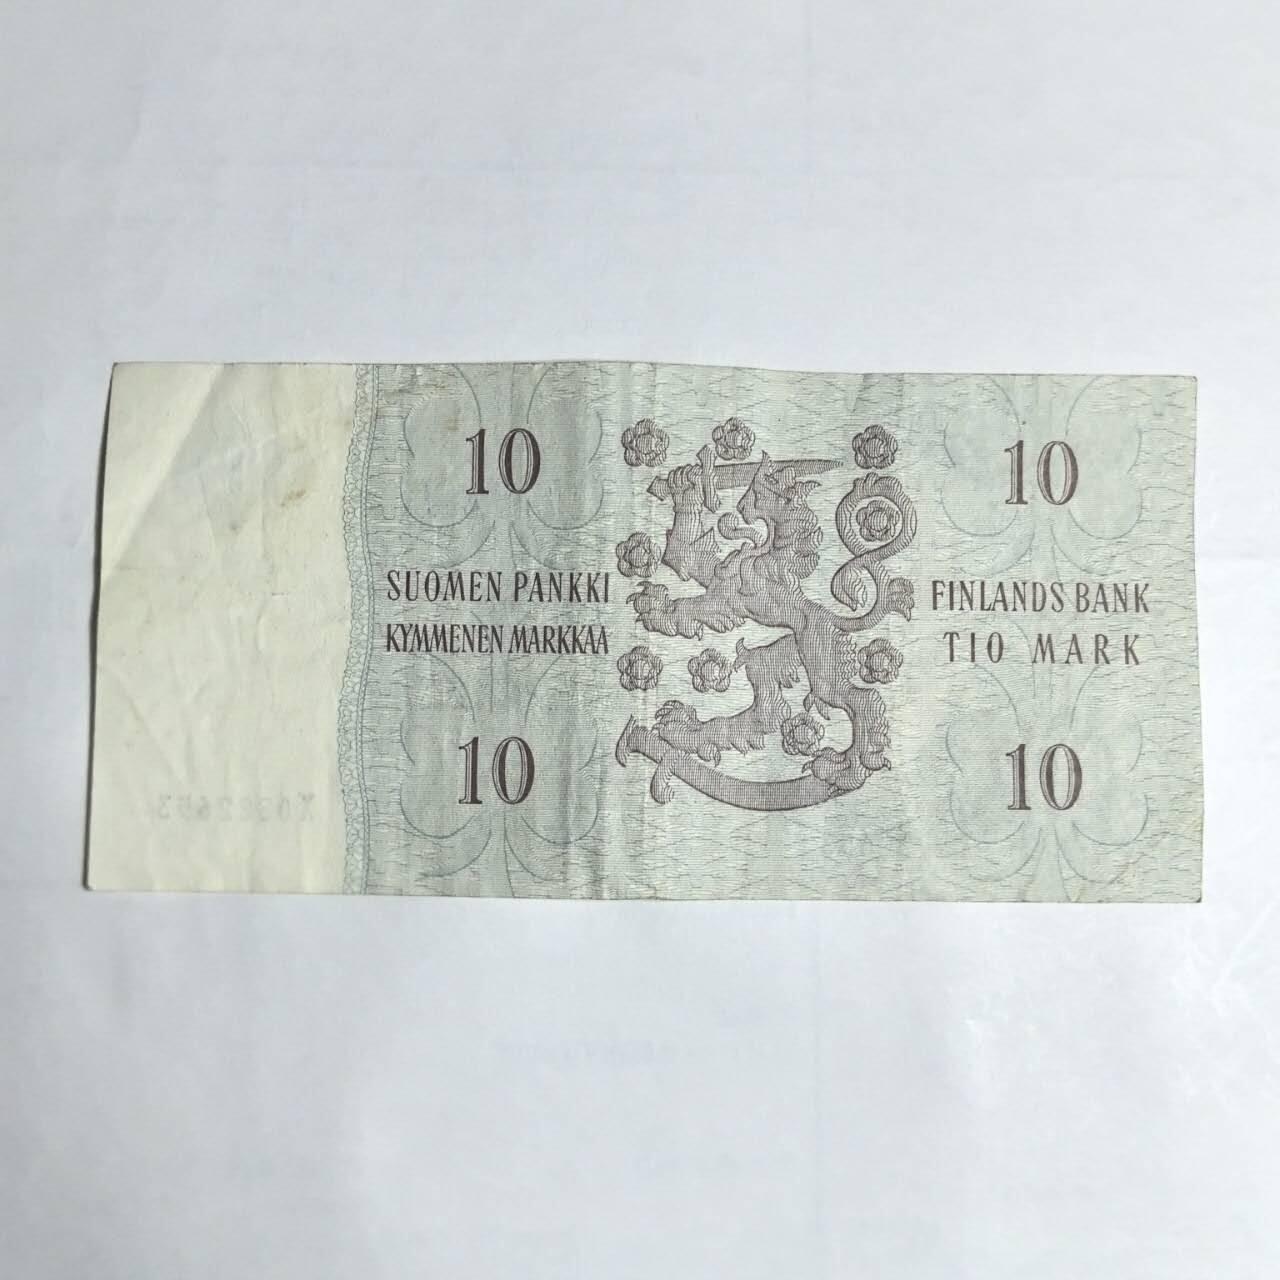 10
10
SUOMEN PANKKI
KYMMENEN MARKKAA
FINLANDS BANK
TIO MARK
10
10